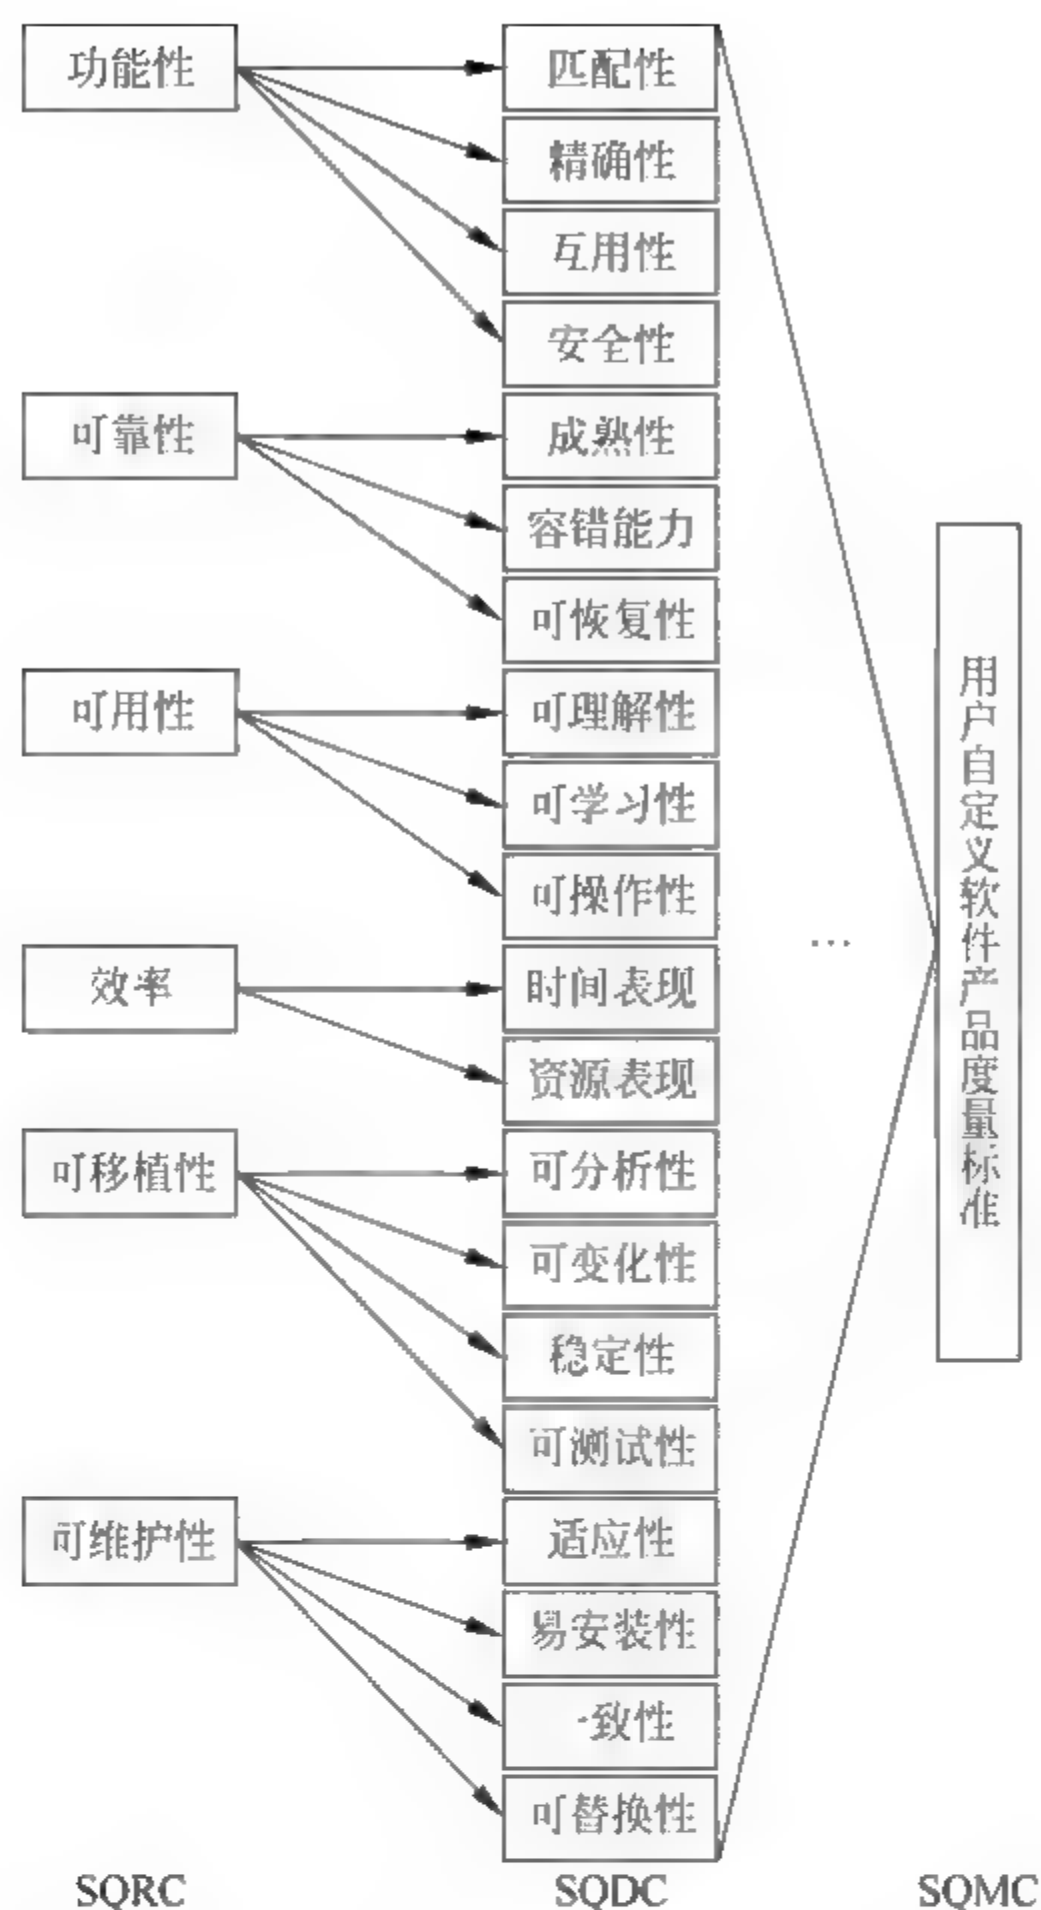 功能性
匹配性
精确性
互用性
安全性
可靠性
成熟性
容错能力
可恢复性
可用性
可理解性
可学习性
可操作性
效率
时间表现
资源表现
可移植性
可分析性
可变化性
稳定性
可测试性
可维护性
适应性
易安装性
一致性
可替换性
…
用户自定义软件产品度量标准
SQRC
SQDC
SQMC